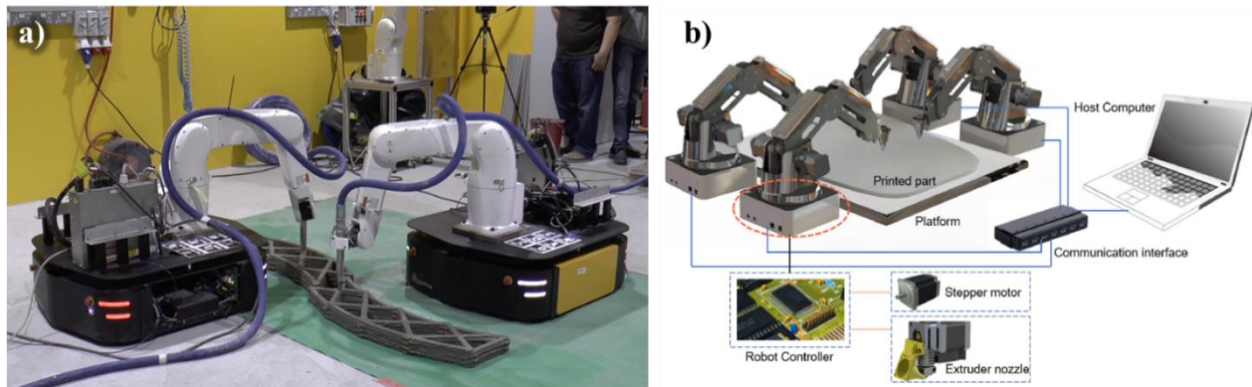 a)
b)
Host Computer
Printed part
Platform
Communication interface
Stepper motor
Robot Controller
Extruder nozzle